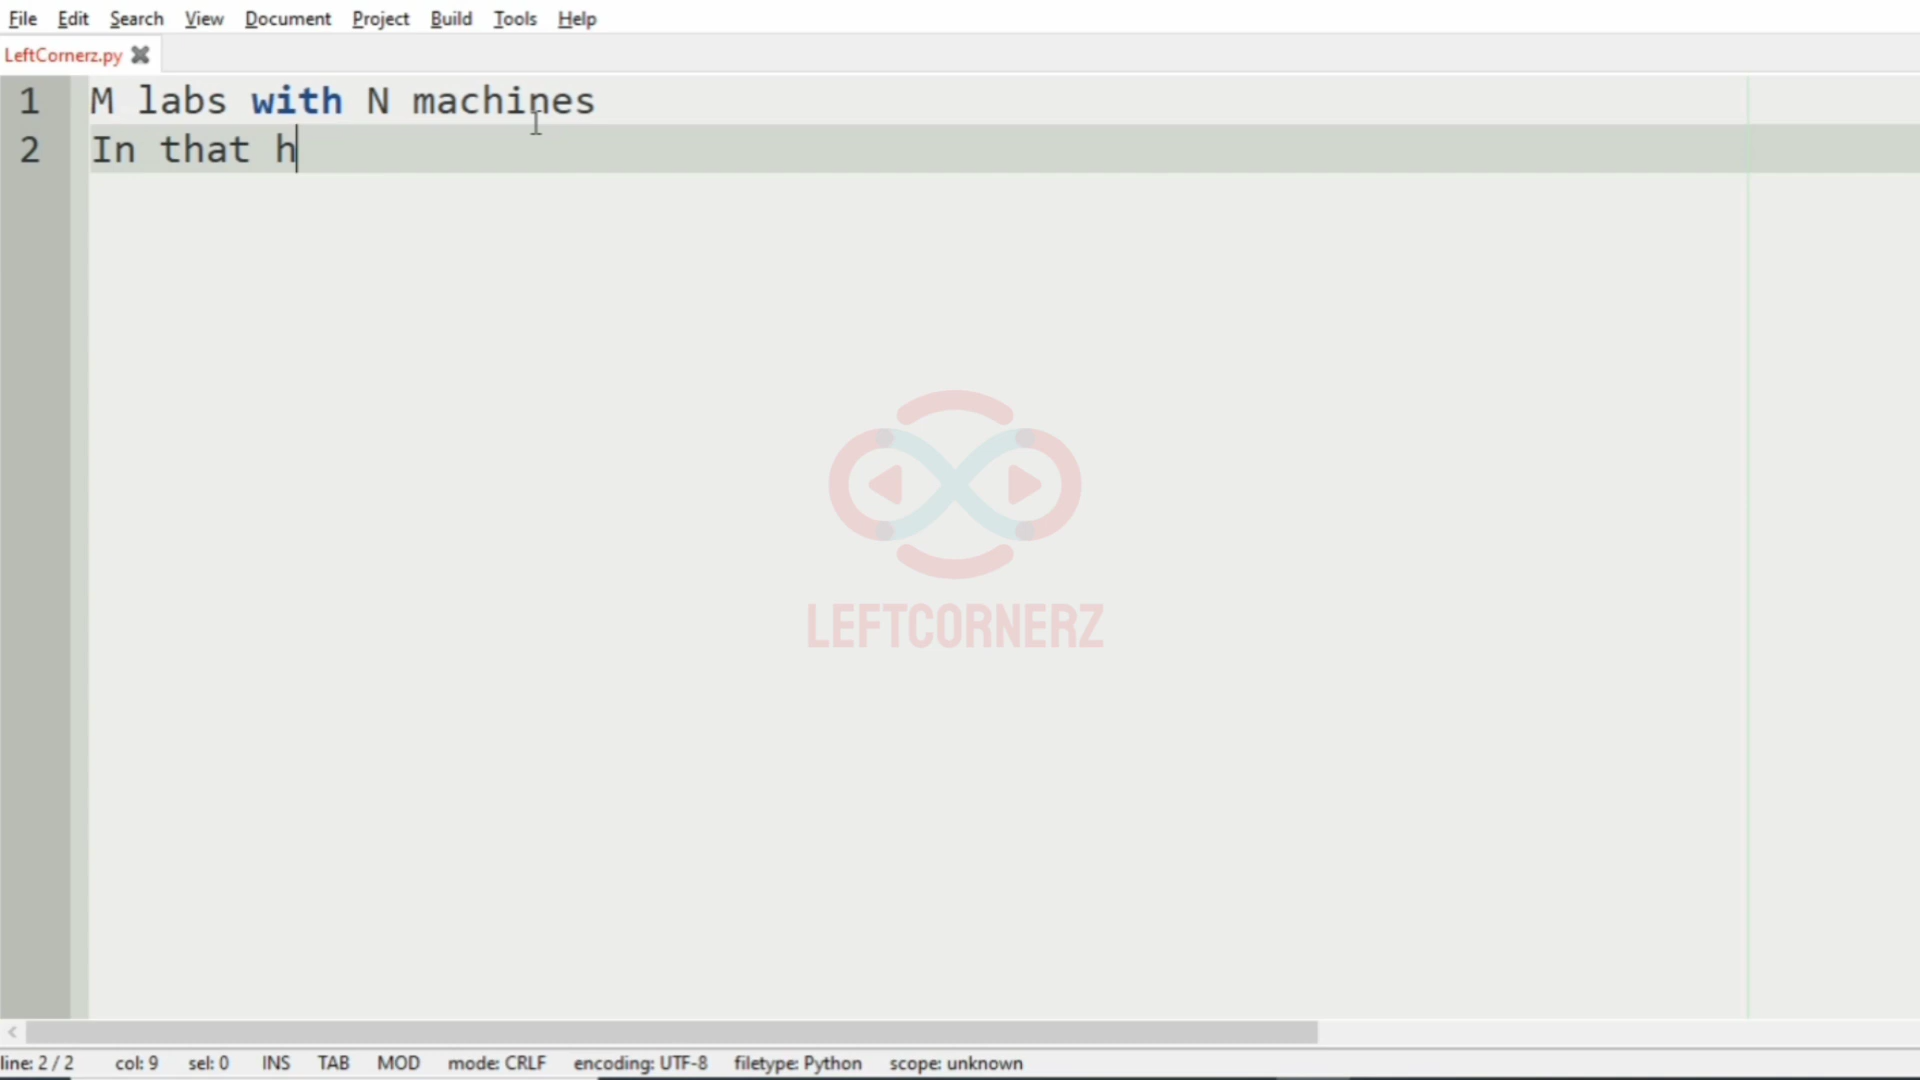 File Edit Search View Document Project Build Tools Help
LeftCornerz.py
1 M labs with N machines
2 In that h
LEFTCORNERZ
line: 2 / 2 col: 9 sel: 0 INS TAB MOD mode: CRLF encoding: UTF-8 filetype: Python scope: unknown